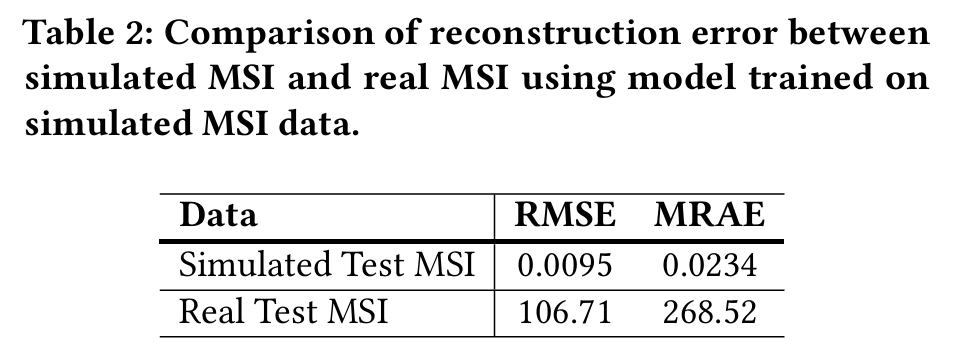 Table 2: Comparison of reconstruction error between
simulated MSI and real MSI using model trained on
simulated MSI data.
Data RMSE MRAE
Simulated Test MSI 0.0095 0.0234
Real Test MSI 106.71 268.52